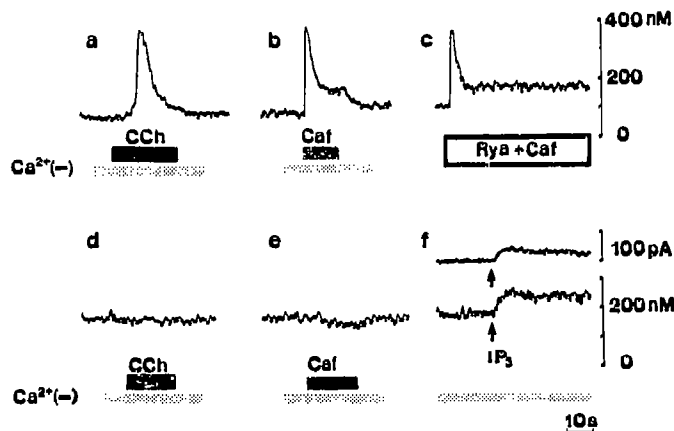 a b c 400 nM
200
0
CCh Caf Rya + Caf
Ca²⁺(−)
d e f 100 pA
200 nM
IP₃
0
CCh Caf
Ca²⁺(−)
10s